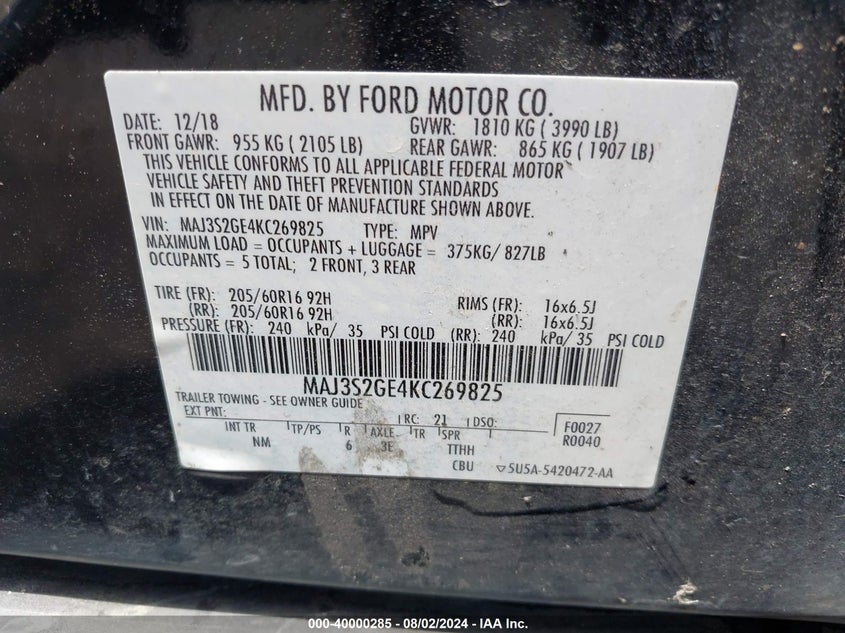 MFD. BY FORD MOTOR CO.
DATE: 12/18 GVWR: 1810 KG ( 3990 LB)
FRONT GAWR: 955 KG ( 2105 LB) REAR GAWR: 865 KG ( 1907 LB)
THIS VEHICLE CONFORMS TO ALL APPLICABLE FEDERAL MOTOR
VEHICLE SAFETY AND THEFT PREVENTION STANDARDS
IN EFFECT ON THE DATE OF MANUFACTURE SHOWN ABOVE.
VIN: MAJ3S2GE4KC269825 TYPE: MPV
MAXIMUM LOAD = OCCUPANTS + LUGGAGE = 375KG/ 827LB
OCCUPANTS = 5 TOTAL; 2 FRONT, 3 REAR
TIRE (FR): 205/60R16 92H RIMS (FR): 16x6.5J
(RR): 205/60R16 92H (RR): 16x6.5J
PRESSURE (FR): 240 kPa/ 35 PSI COLD (RR): 240 kPa/ 35 PSI COLD
MAJ3S2GE4KC269825
TRAILER TOWING - SEE OWNER GUIDE
EXT PNT: RC: 21 DSO: F0027
R0040
INT TR TP/PS R AXLE TR SPR
NM 6 3E TTHH
CBU 5U5A-5420472-AA
000-40000285 - 08/02/2024 - IAA Inc.